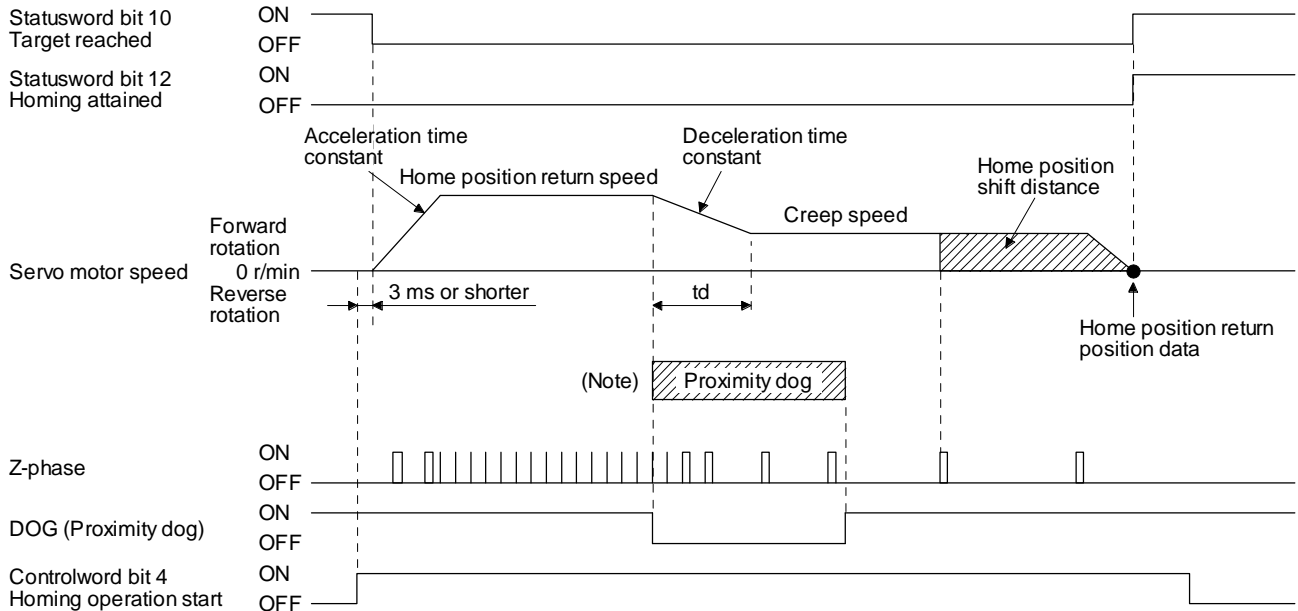 Statusword bit 10
Target reached
ON
OFF
Statusword bit 12
Homing attained
ON
OFF
Acceleration time
constant
Deceleration time
constant
Home position return speed
Home position
shift distance
Creep speed
Forward
rotation
Servo motor speed
0 r/min
Reverse
rotation
3 ms or shorter
td
Home position return
position data
(Note)
Proximity dog
Z-phase
ON
OFF
DOG (Proximity dog)
ON
OFF
Controlword bit 4
Homing operation start
ON
OFF